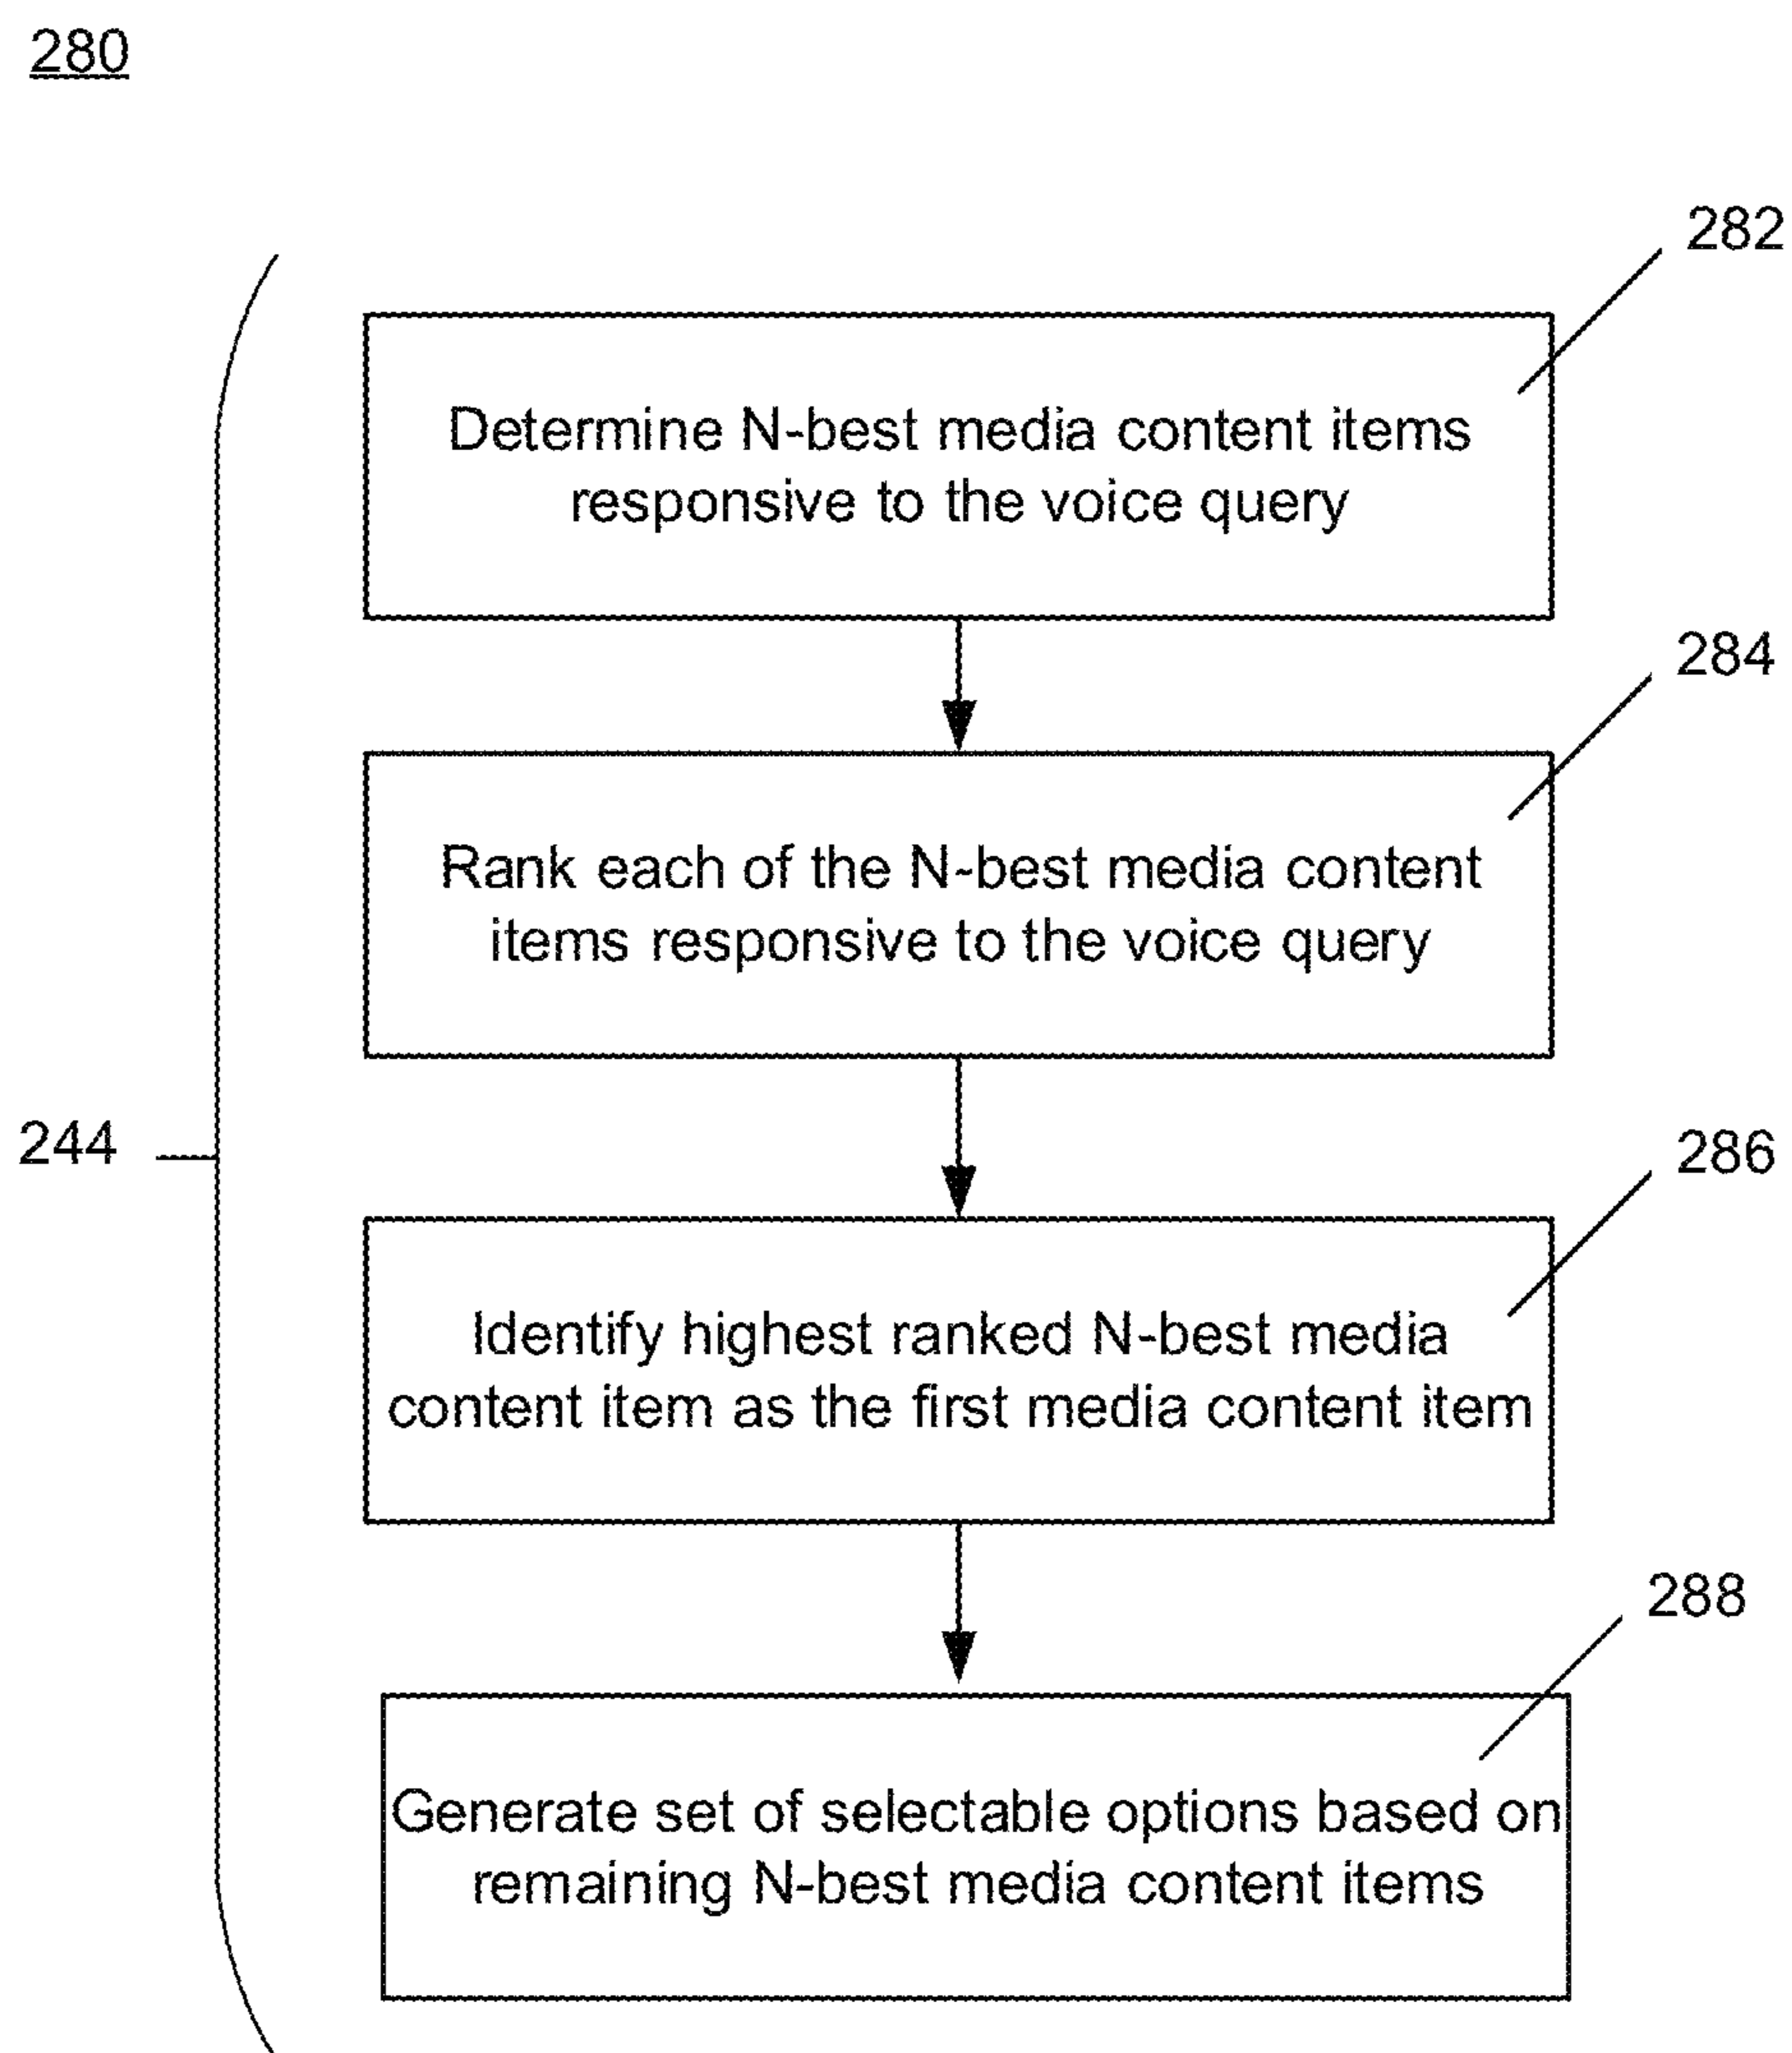 280
282
Determine N-best media content items
responsive to the voice query
284
Rank each of the N-best media content
items responsive to the voice query
244
286
Identify highest ranked N-best media
content item as the first media content item
288
Generate set of selectable options based on
remaining N-best media content items